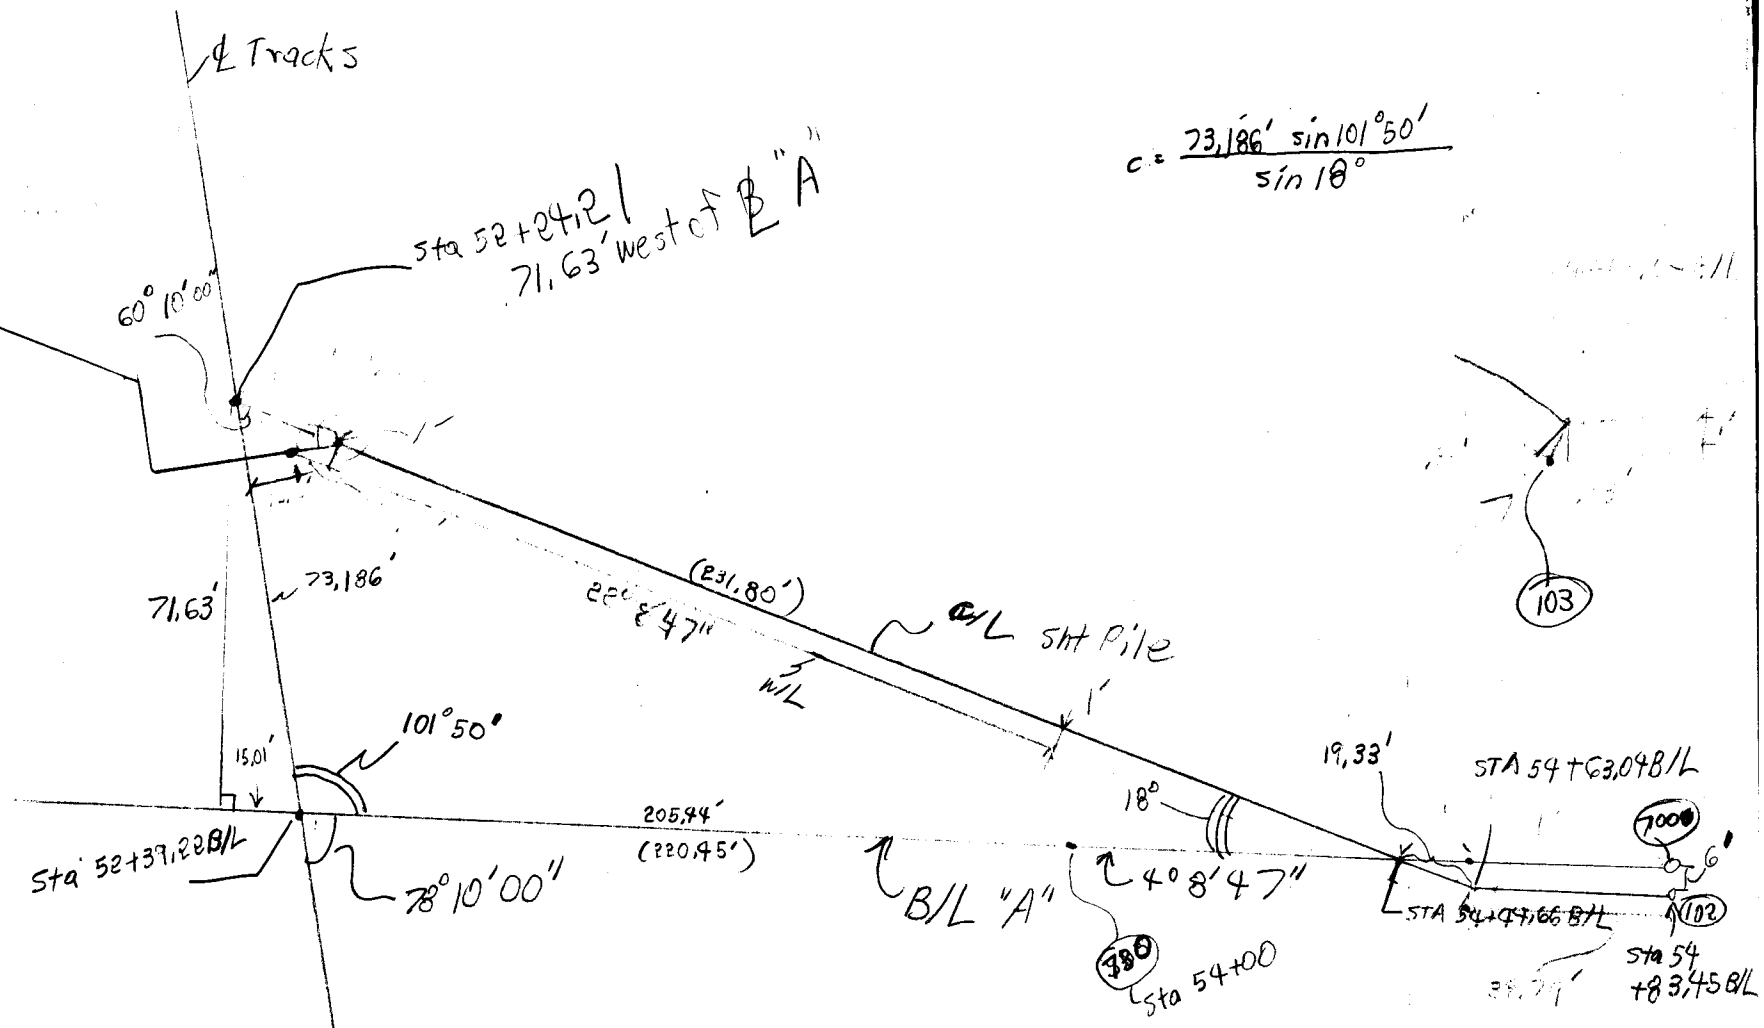 ℄ Tracks
c = 73,186' sin 101°50'
sin 18°
sta 52+24,21
71,63' west of B/L "A"
60°10'00"
71,63'
73,186'
(231,80')
47"
W/L
C/L Sht Pile
1'
103
101°50'
15,01'
205,44'
(220,45')
Sta 52+39,22 B/L
78°10'00"
B/L "A"
18°
4°8'47"
Sta 54+00
19,33'
STA 54+63,04 B/L
1'
6'
STA 54+44,66 B/L
102
Sta 54
+83,45 B/L